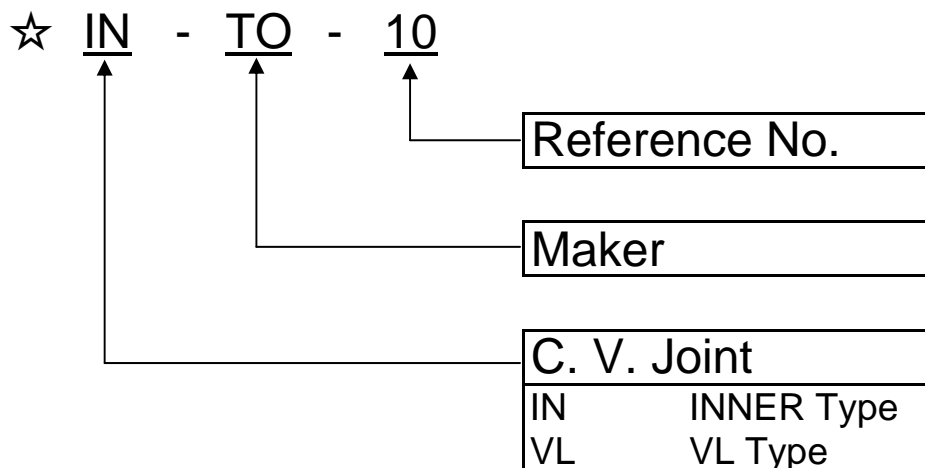 ☆ IN - TO - 10
Reference No.
Maker
C. V. Joint
IN INNER Type
VL VL Type